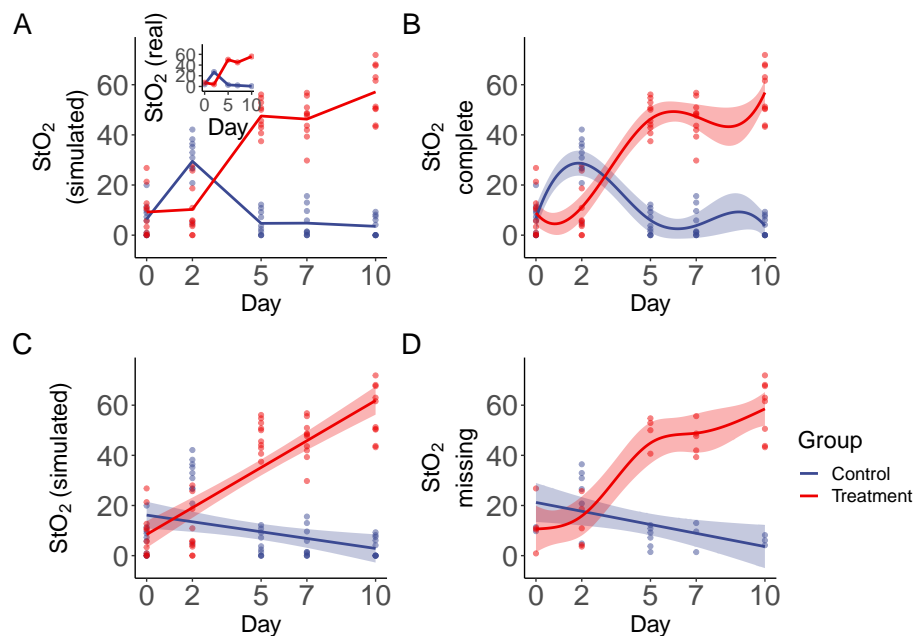 A
StO2 (simulated)
60
40
20
0
0 2 5 7 10
Day
StO2 (real)
60
40
20
0
0 5 10
Day
B
StO2 complete
60
40
20
0
0 2 5 7 10
Day
C
StO2 (simulated)
60
40
20
0
0 2 5 7 10
Day
D
StO2 missing
60
40
20
0
0 2 5 7 10
Day
Group
Control
Treatment